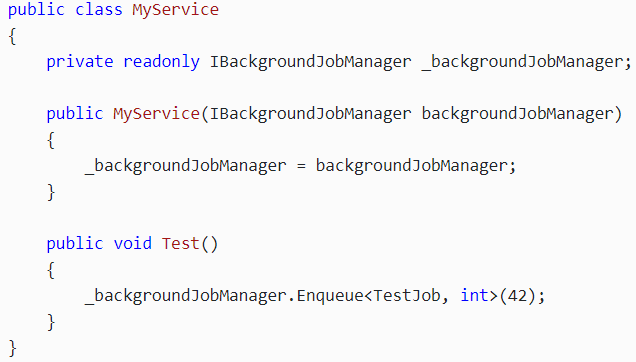 public class MyService
{
    private readonly IBackgroundJobManager _backgroundJobManager;

    public MyService(IBackgroundJobManager backgroundJobManager)
    {
        _backgroundJobManager = backgroundJobManager;
    }

    public void Test()
    {
        _backgroundJobManager.Enqueue<TestJob, int>(42);
    }
}